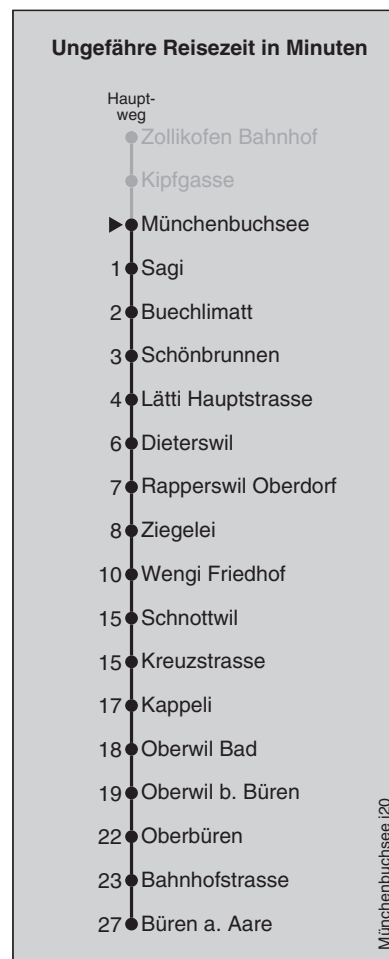 Ungefähre Reisezeit in Minuten
Haupt-
weg
Zollikofen Bahnhof
Kipfgasse
Münchenbuchsee
1 Sagi
2 Buechlimatt
3 Schönbrunnen
4 Lätti Hauptstrasse
6 Dieterswil
7 Rapperswil Oberdorf
8 Ziegelei
10 Wengi Friedhof
15 Schnottwil
15 Kreuzstrasse
17 Kappeli
18 Oberwil Bad
19 Oberwil b. Büren
22 Oberbüren
23 Bahnhofstrasse
27 Büren a. Aare
Münchenbuchsee j20